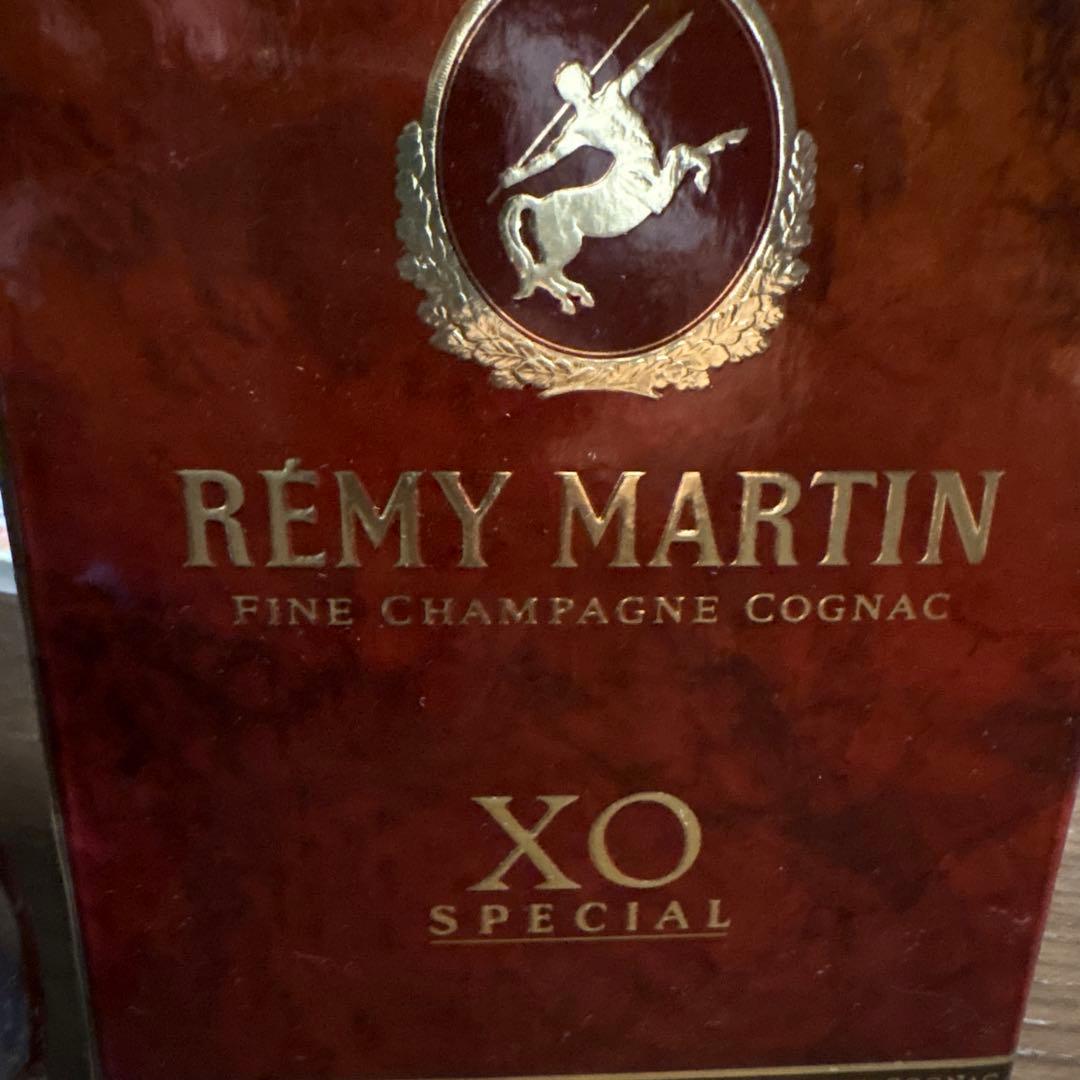 RÉMY MARTIN
FINE CHAMPAGNE COGNAC
XO
SPECIAL